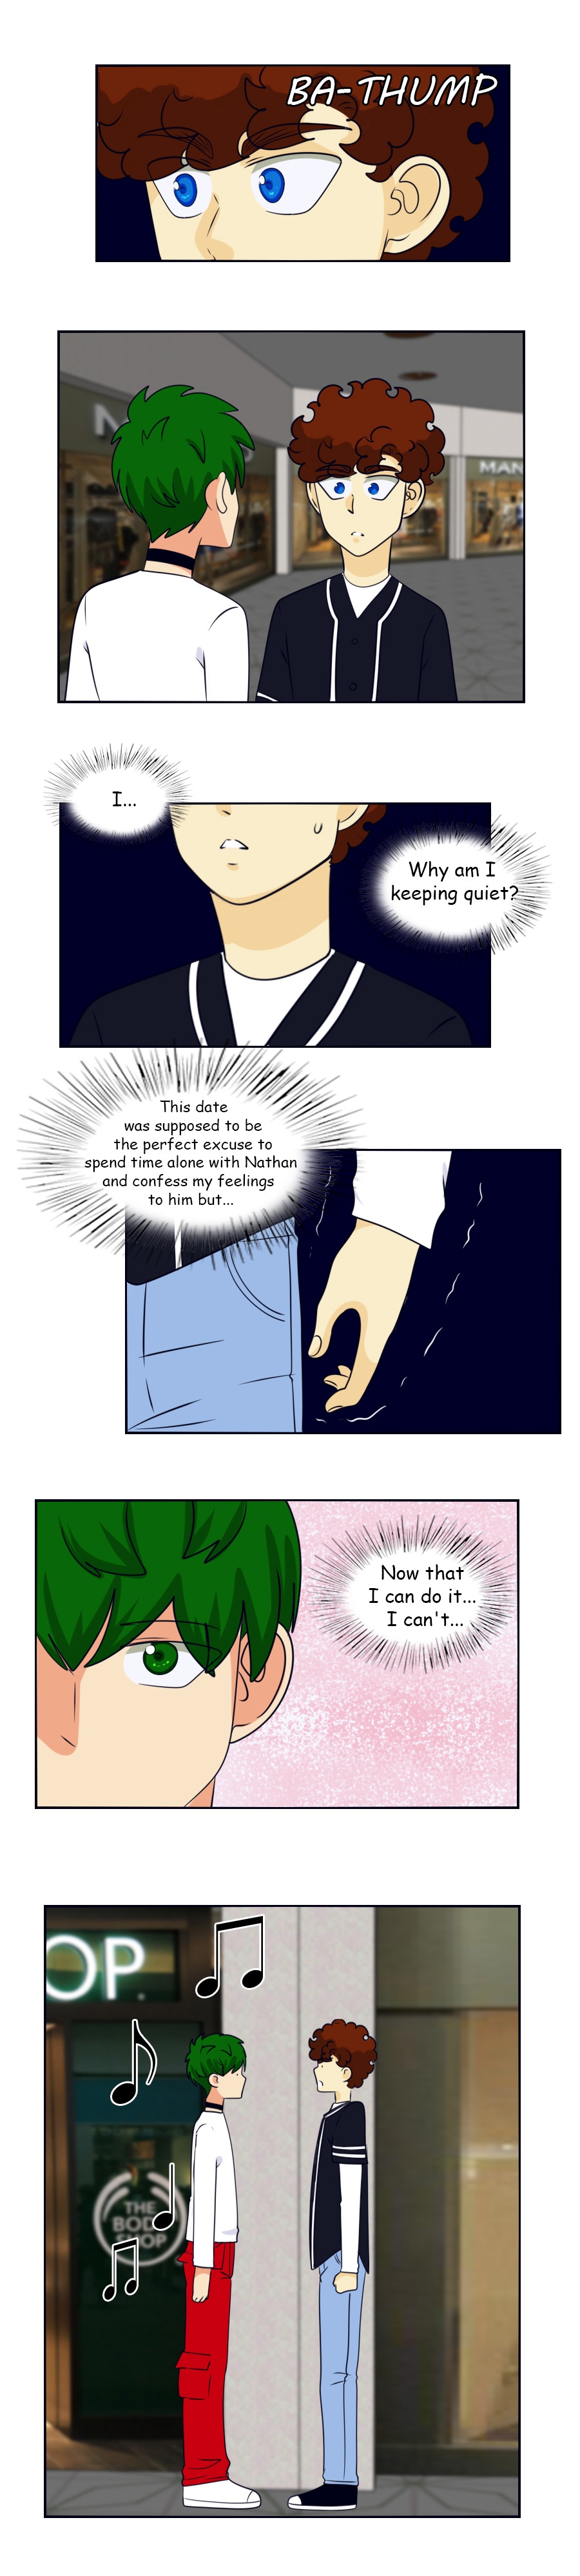 BA-THUMP
MAN
I...
Why am I
keeping quiet?
This date
was supposed to be
the perfect excuse to
spend time alone with Nathan
and confess my feelings
to him but...
Now that
I can do it...
I can't...
OP.
THE
BODY
SHOP